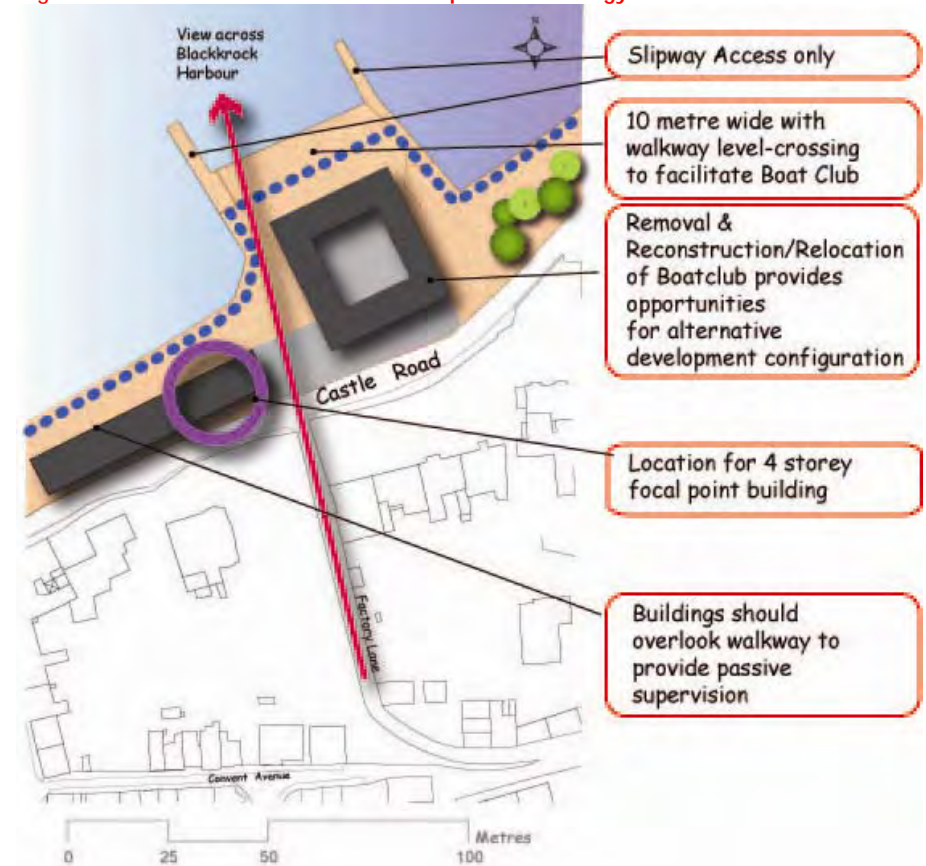 View across
Blackkrock
Harbour
N
Slipway Access only
10 metre wide with
walkway level-crossing
to facilitate Boat Club
Removal &
Reconstruction/Relocation
of Boatclub provides
opportunities
for alternative
development configuration
Castle Road
Location for 4 storey
focal point building
Factory Lane
Buildings should
overlook walkway to
provide passive
supervision
Convent Avenue
Metres
0 25 50 100